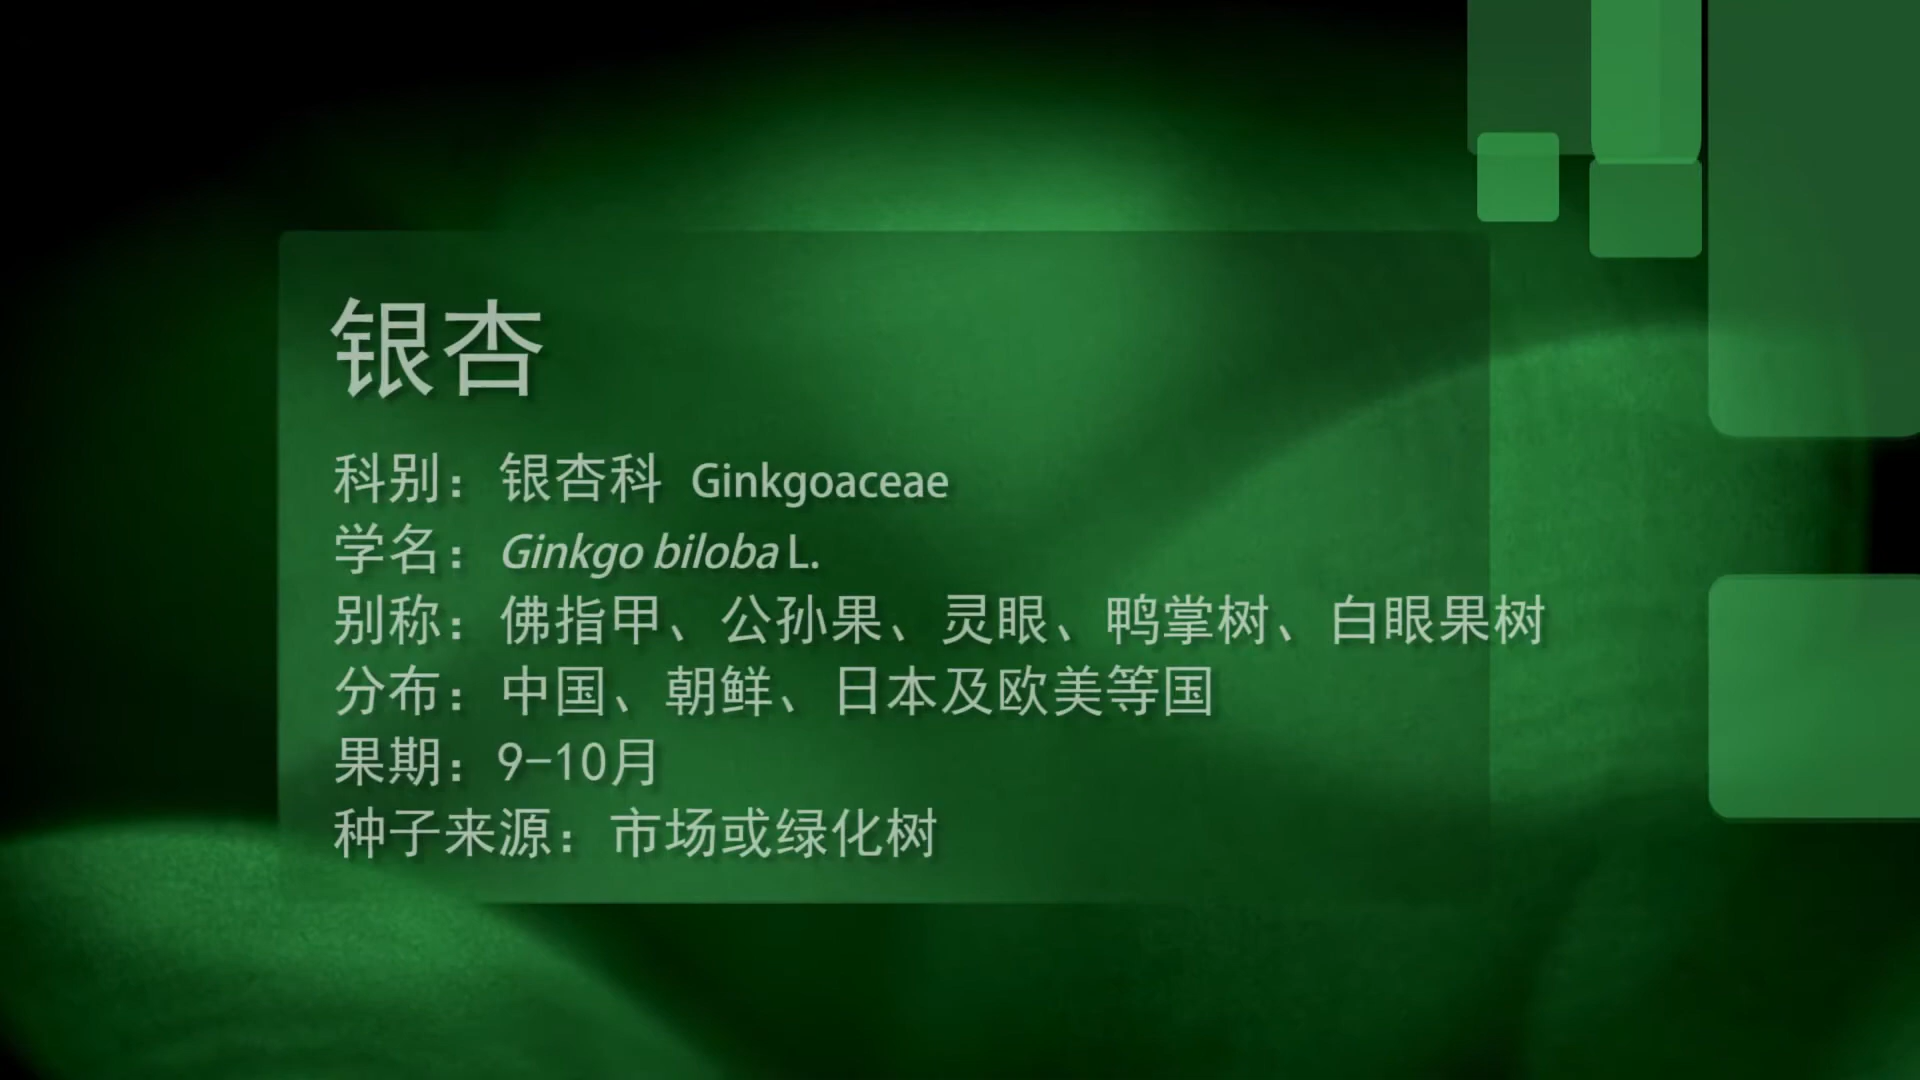 银杏
科别：银杏科 Ginkgoaceae
学名：Ginkgo biloba L.
别称：佛指甲、公孙果、灵眼、鸭掌树、白眼果树
分布：中国、朝鲜、日本及欧美等国
果期：9-10月
种子来源：市场或绿化树